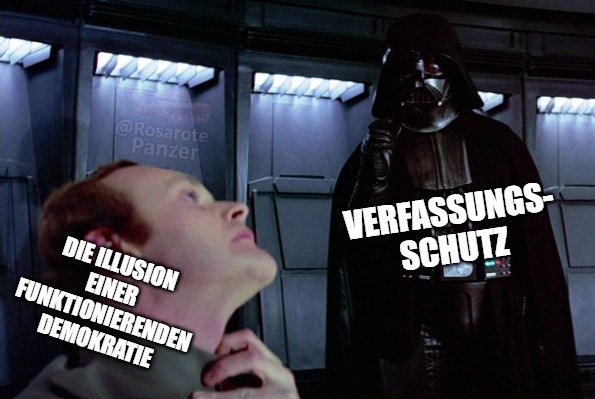 @Rosarote
Panzer
VERFASSUNGS-
SCHUTZ
DIE ILLUSION
EINER
FUNKTIONIERENDEN
DEMOKRATIE